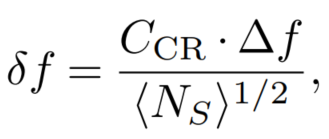 δf = C_CR · Δf / ⟨N_S⟩^1/2 ,